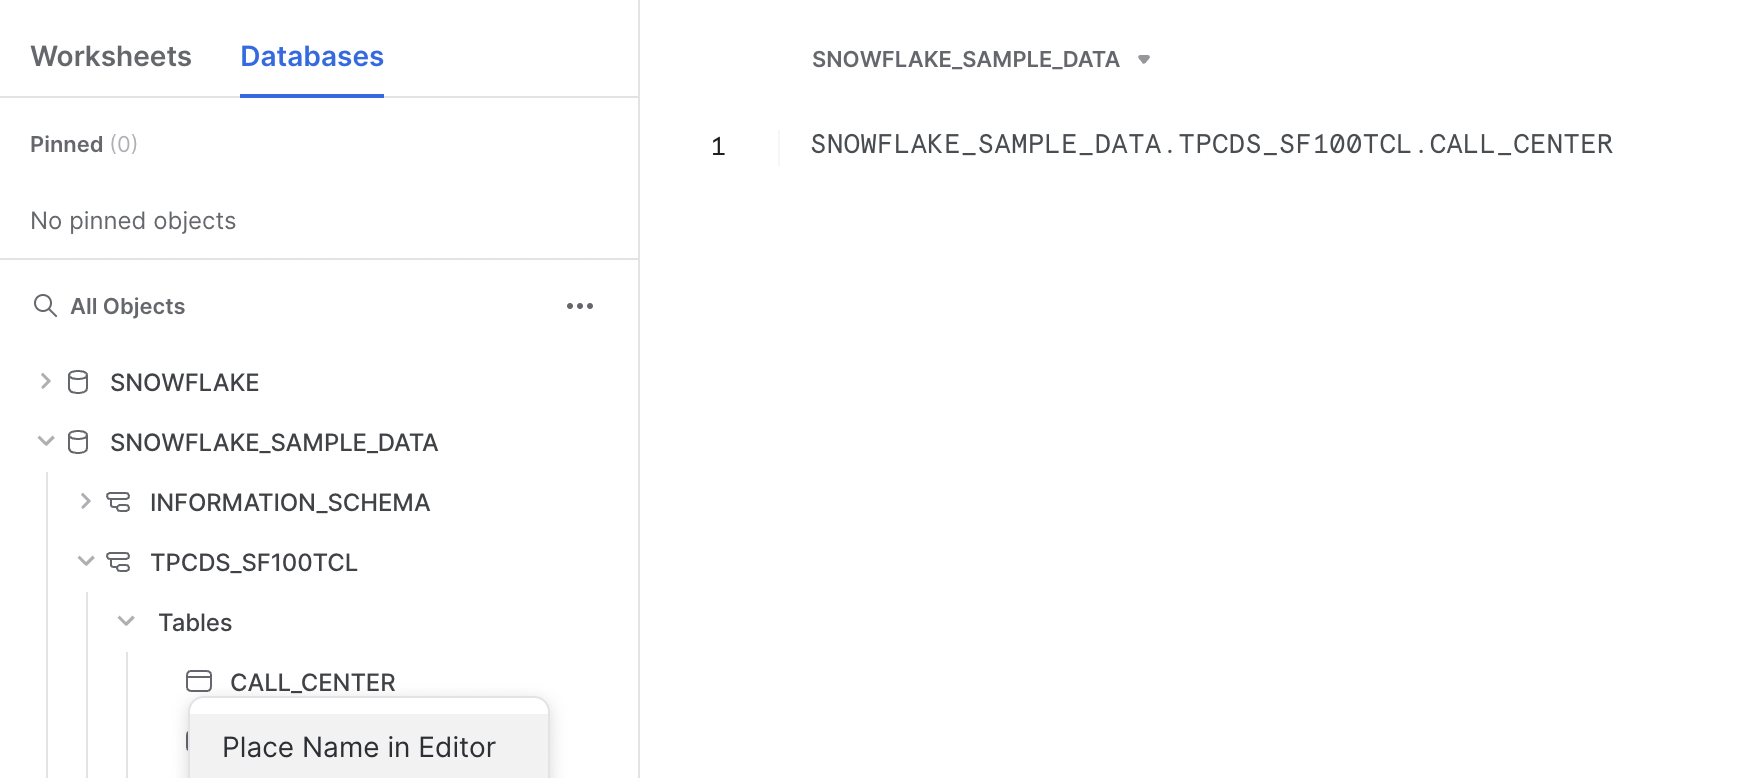 Worksheets Databases
Pinned (0)
No pinned objects
All Objects
SNOWFLAKE
SNOWFLAKE_SAMPLE_DATA
INFORMATION_SCHEMA
TPCDS_SF100TCL
Tables
CALL_CENTER
Place Name in Editor
SNOWFLAKE_SAMPLE_DATA
1 SNOWFLAKE_SAMPLE_DATA.TPCDS_SF100TCL.CALL_CENTER